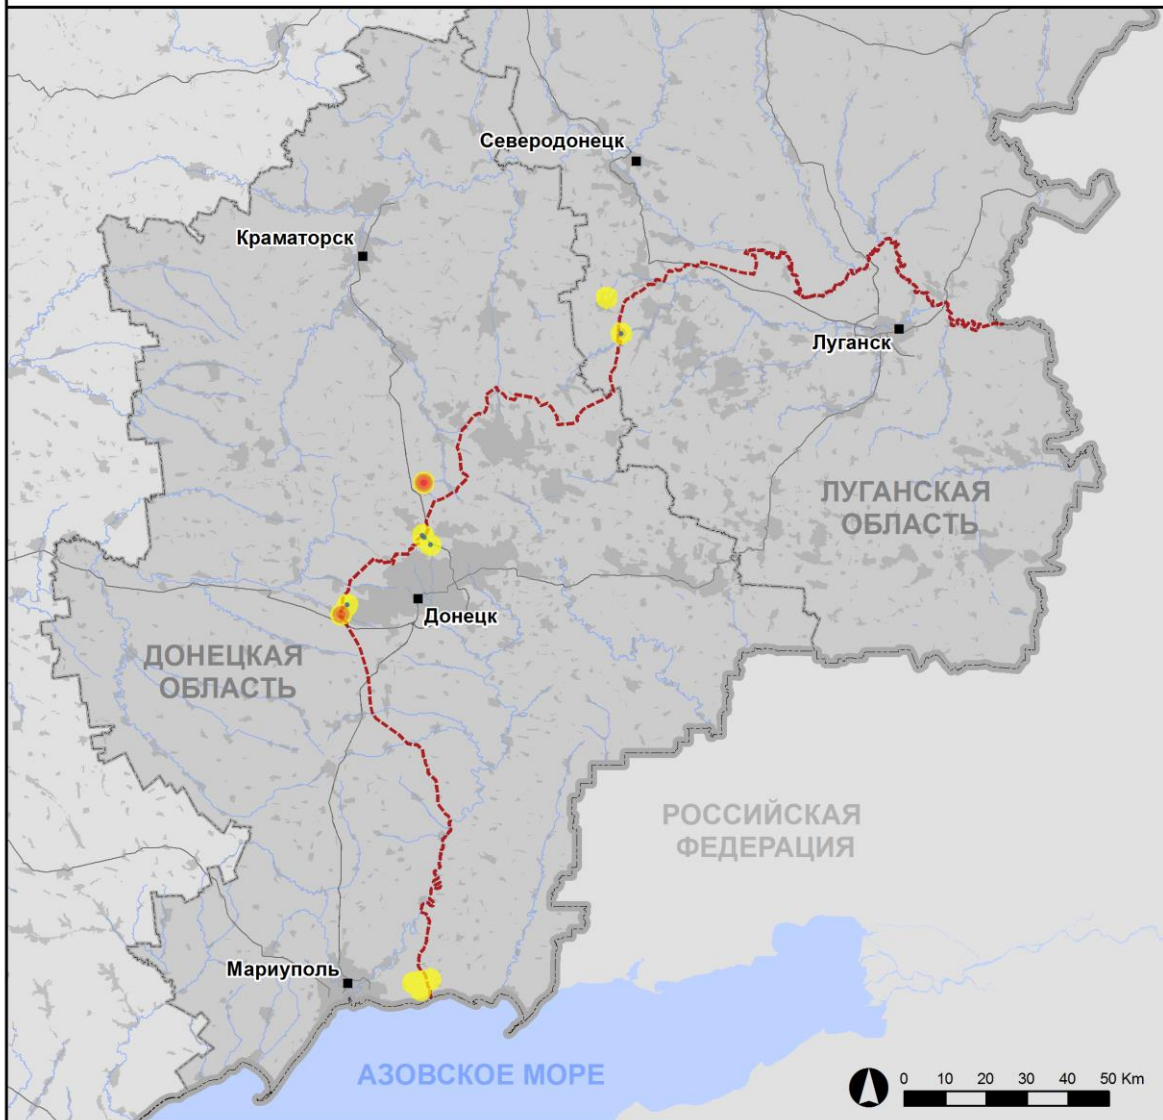 Северодонецк
Краматорск
Луганск
ЛУГАНСКАЯ
ОБЛАСТЬ
Донецк
ДОНЕЦКАЯ
ОБЛАСТЬ
РОССИЙСКАЯ
ФЕДЕРАЦИЯ
Мариуполь
АЗОВСКОЕ МОРЕ
0 10 20 30 40 50 Km